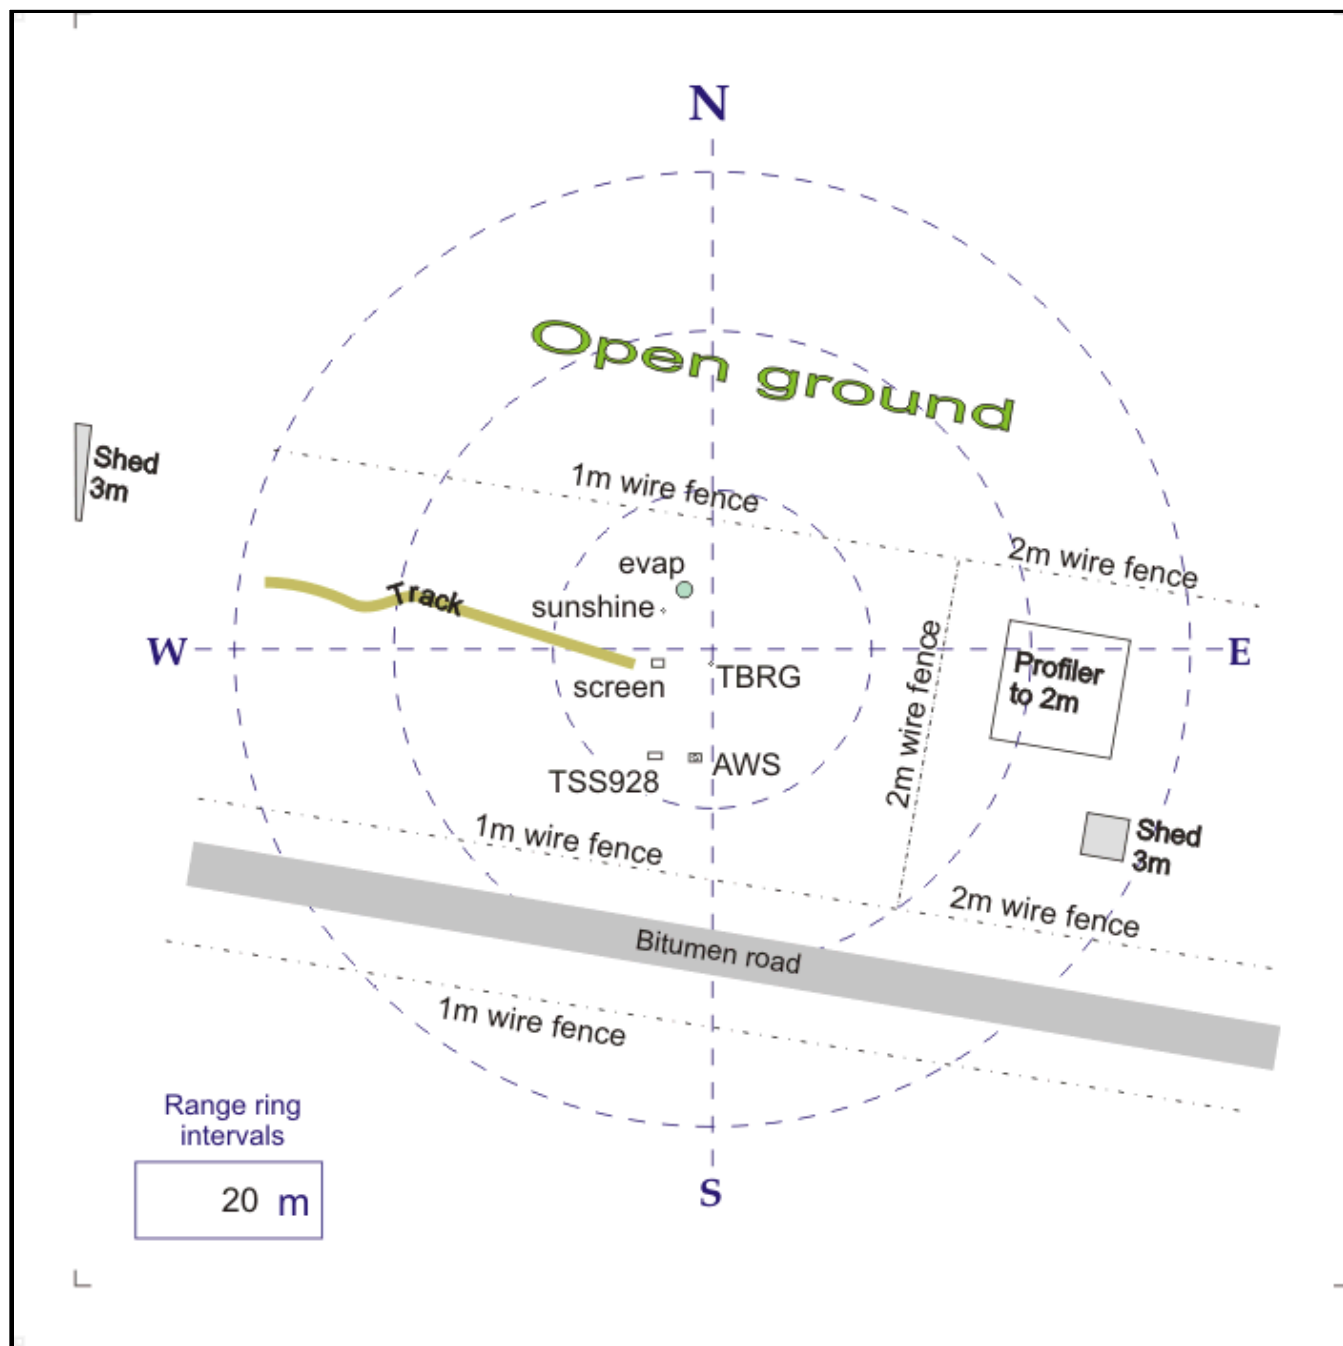 N
Open ground
Shed
3m
1m wire fence
2m wire fence
evap
Track
sunshine
W
E
2m wire fence
Profiler
to 2m
TBRG
screen
AWS
TSS928
1m wire fence
Shed
3m
2m wire fence
Bitumen road
1m wire fence
Range ring
intervals
S
20 m